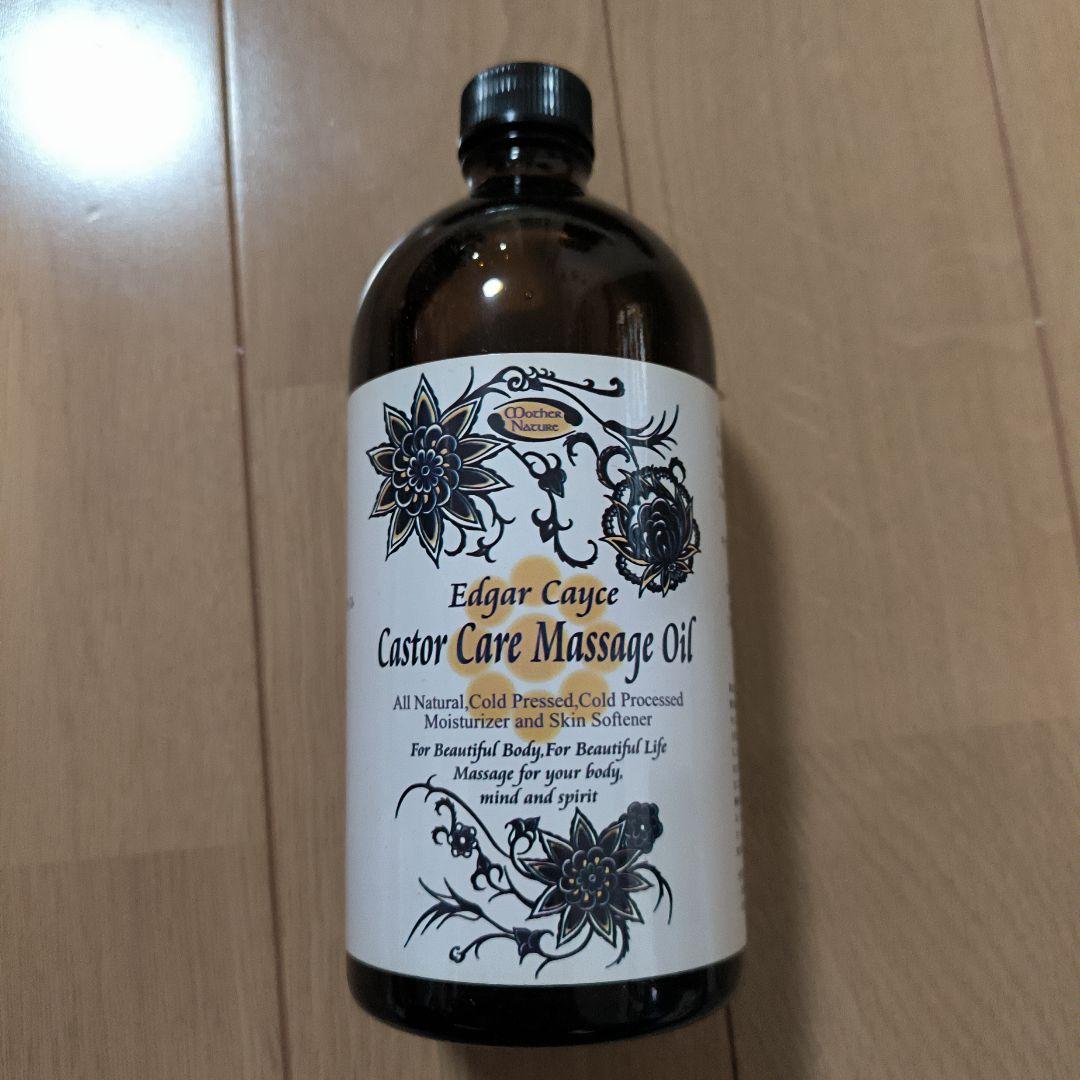 Mother
Nature
Edgar Cayce
Castor Care Massage Oil
All Natural,Cold Pressed,Cold Processed
Moisturizer and Skin Softener
For Beautiful Body,For Beautiful Life
Massage for your body,
mind and spirit